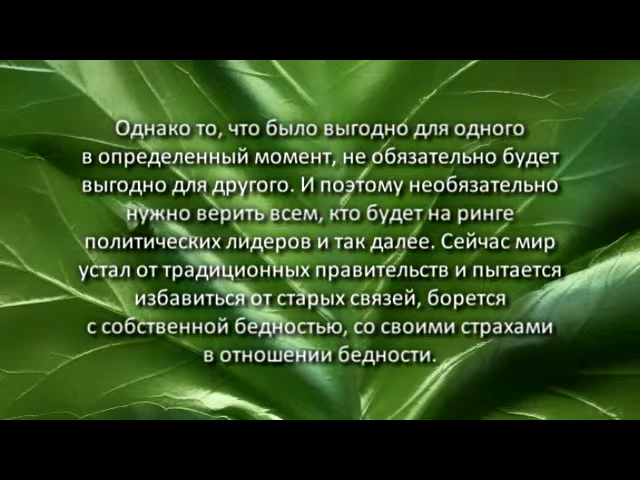 Однако то, что было выгодно для одного
в определенный момент, не обязательно будет
выгодно для другого. И поэтому необязательно
нужно верить всем, кто будет на ринге
политических лидеров и так далее. Сейчас мир
устал от традиционных правительств и пытается
избавиться от старых связей, борется
с собственной бедностью, со своими страхами
в отношении бедности.